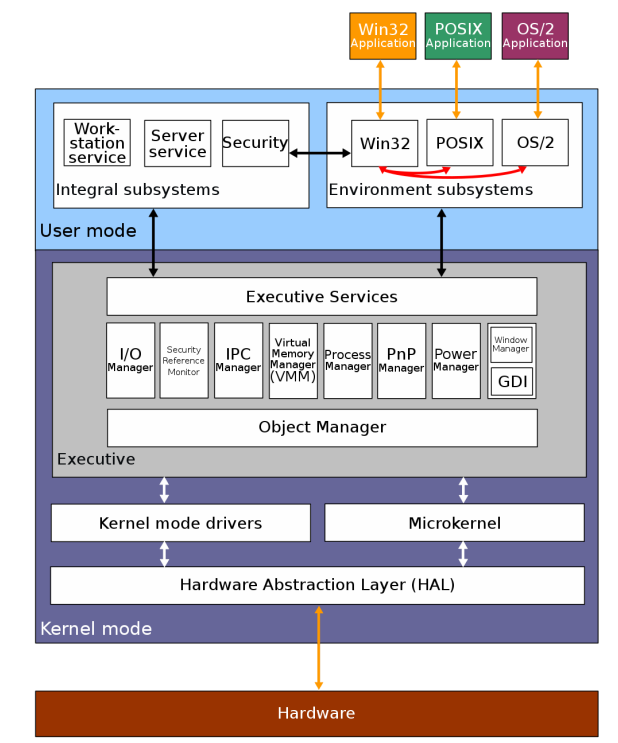 Win32
Application
POSIX
Application
OS/2
Application
Work-
station
service
Server
service
Security
Integral subsystems
Win32
POSIX
OS/2
Environment subsystems
User mode
Executive Services
I/O
Manager
Security
Reference
Monitor
IPC
Manager
Virtual
Memory
Manager
(VMM)
Process
Manager
PnP
Manager
Power
Manager
Window
Manager
GDI
Object Manager
Executive
Kernel mode drivers
Microkernel
Hardware Abstraction Layer (HAL)
Kernel mode
Hardware